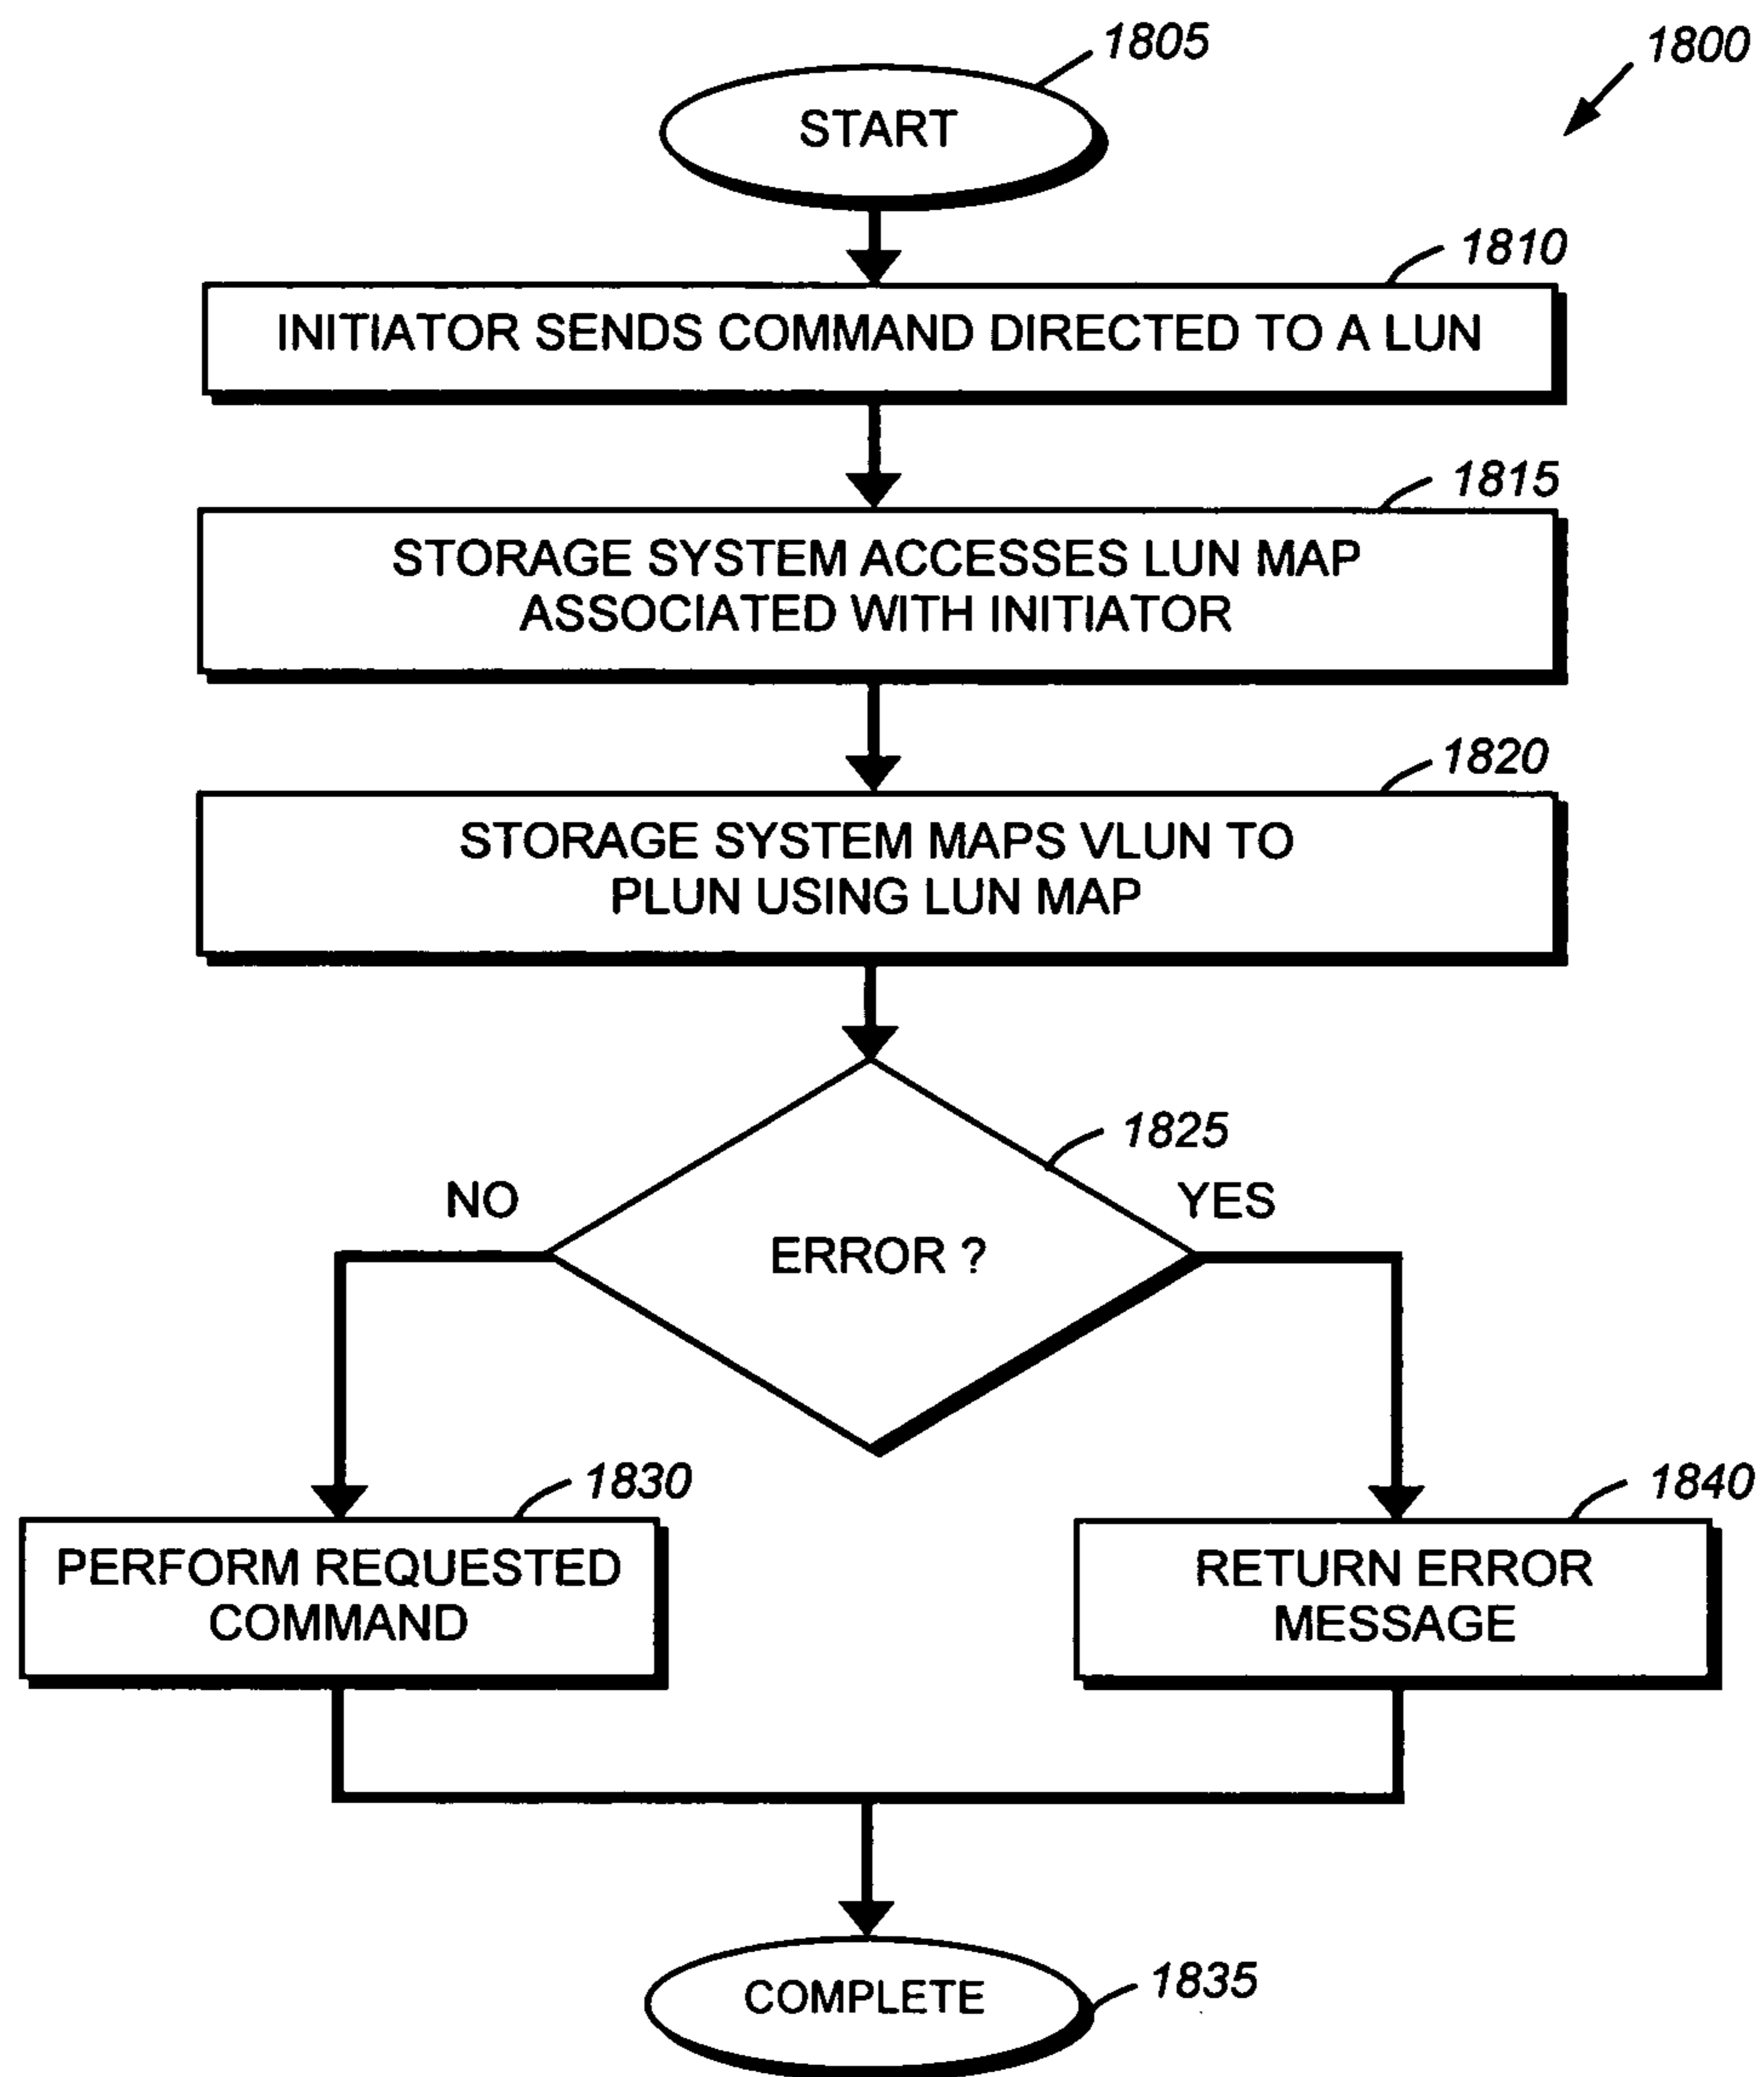 1805
1800
START
1810
INITIATOR SENDS COMMAND DIRECTED TO A LUN
1815
STORAGE SYSTEM ACCESSES LUN MAP
ASSOCIATED WITH INITIATOR
1820
STORAGE SYSTEM MAPS VLUN TO
PLUN USING LUN MAP
1825
NO
YES
ERROR ?
1830
1840
PERFORM REQUESTED
COMMAND
RETURN ERROR
MESSAGE
COMPLETE
1835